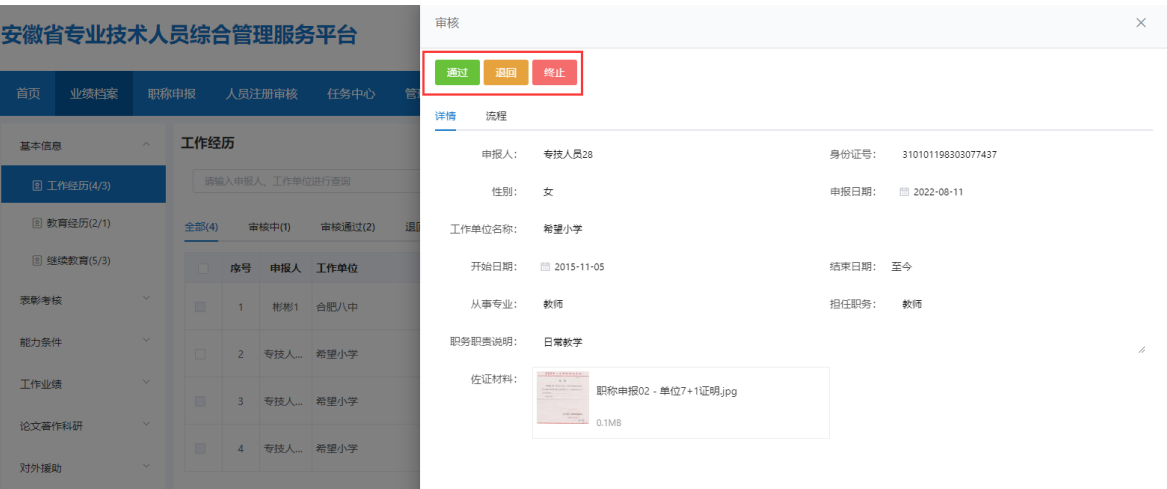 安徽省专业技术人员综合管理服务平台
首页 业绩档案 职称申报 人员注册审核 任务中心
基本信息
工作经历(4/3)
教育经历(2/1)
继续教育(5/3)
表彰考核
能力条件
工作业绩
论文著作科研
对外援助
工作经历
请输入申报人、工作单位进行查询
全部(4) 审核中(1) 审核通过(2)
序号 申报人 工作单位
1 彬彬1 合肥八中
2 专技人... 希望小学
3 专技人... 希望小学
4 专技人... 希望小学
审核
通过 退回 终止
详情 流程
申报人: 专技人员28 身份证号: 310101198303077437
性别: 女 申报日期: 2022-08-11
工作单位名称: 希望小学
开始日期: 2015-11-05 结束日期: 至今
从事专业: 教师 担任职务: 教师
职务职责说明: 日常教学
佐证材料: 职称申报02 - 单位7+1证明.jpg
0.1MB